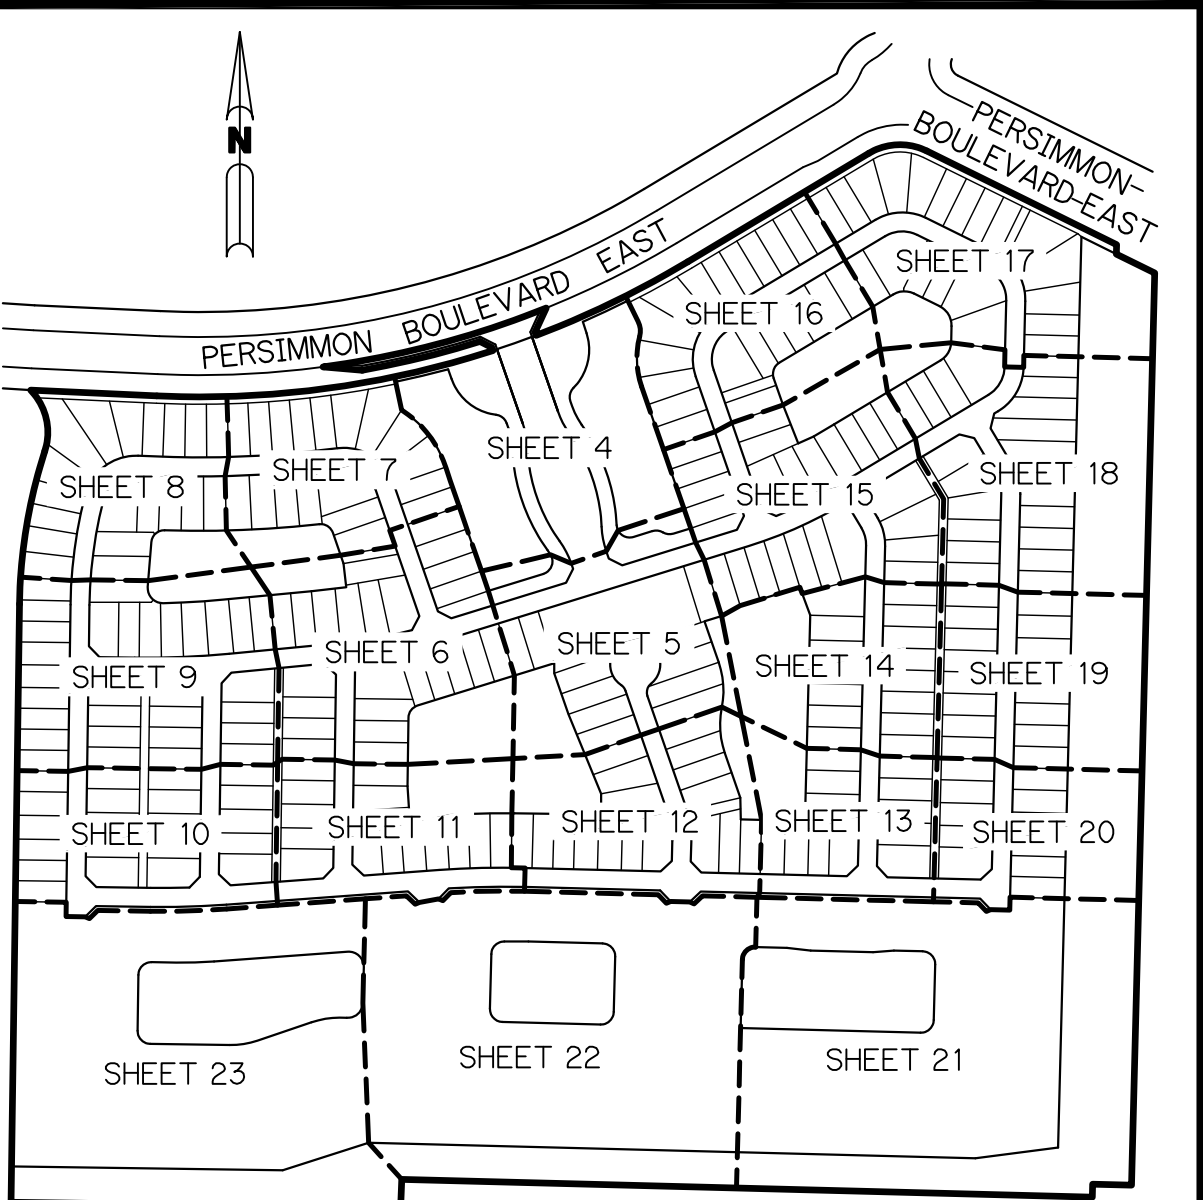 N
PERSIMMON-
BOULEVARD-EAST
PERSIMMON BOULEVARD EAST
SHEET 17
SHEET 16
SHEET 4
SHEET 7
SHEET 8
SHEET 15
SHEET 18
SHEET 6
SHEET 5
SHEET 14
SHEET 19
SHEET 9
SHEET 10
SHEET 11
SHEET 12
SHEET 13
SHEET 20
SHEET 23
SHEET 22
SHEET 21